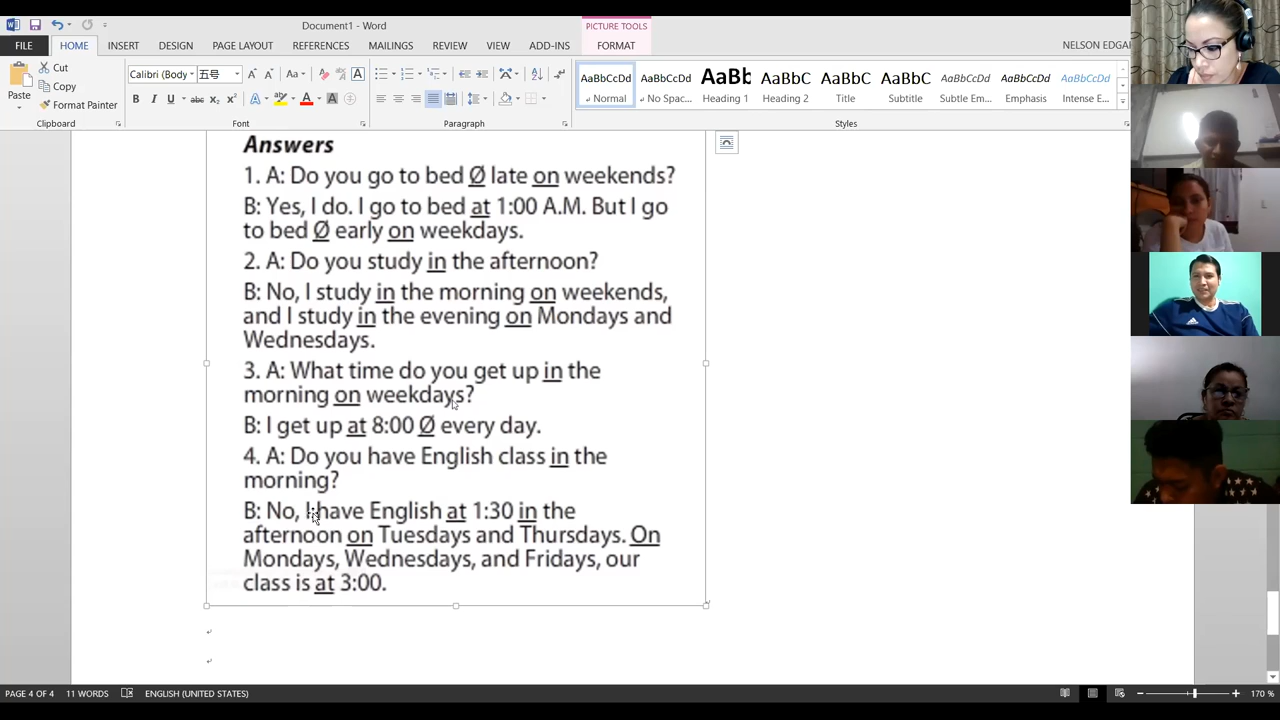 Document1 - Word
PICTURE TOOLS
FILE HOME INSERT DESIGN PAGE LAYOUT REFERENCES MAILINGS REVIEW VIEW ADD-INS FORMAT NELSON EDGA
Paste Cut Copy Format Painter
Calibri (Body 五号
AaBbCcDd AaBbCcDc AaBb AaBbC AaBbC AaBbC AaBbCcDd AaBbCcDd AaBbCcDd
Normal No Spac... Heading 1 Heading 2 Title Subtitle Subtle Em... Emphasis Intense E...
Clipboard Font Paragraph Styles
Answers
1. A: Do you go to bed Ø late on weekends?
B: Yes, I do. I go to bed at 1:00 A.M. But I go
to bed Ø early on weekdays.
2. A: Do you study in the afternoon?
B: No, I study in the morning on weekends,
and I study in the evening on Mondays and
Wednesdays.
3. A: What time do you get up in the
morning on weekdays?
B: I get up at 8:00 Ø every day.
4. A: Do you have English class in the
morning?
B: No, I have English at 1:30 in the
afternoon on Tuesdays and Thursdays. On
Mondays, Wednesdays, and Fridays, our
class is at 3:00.
PAGE 4 OF 4 11 WORDS ENGLISH (UNITED STATES) 170 %